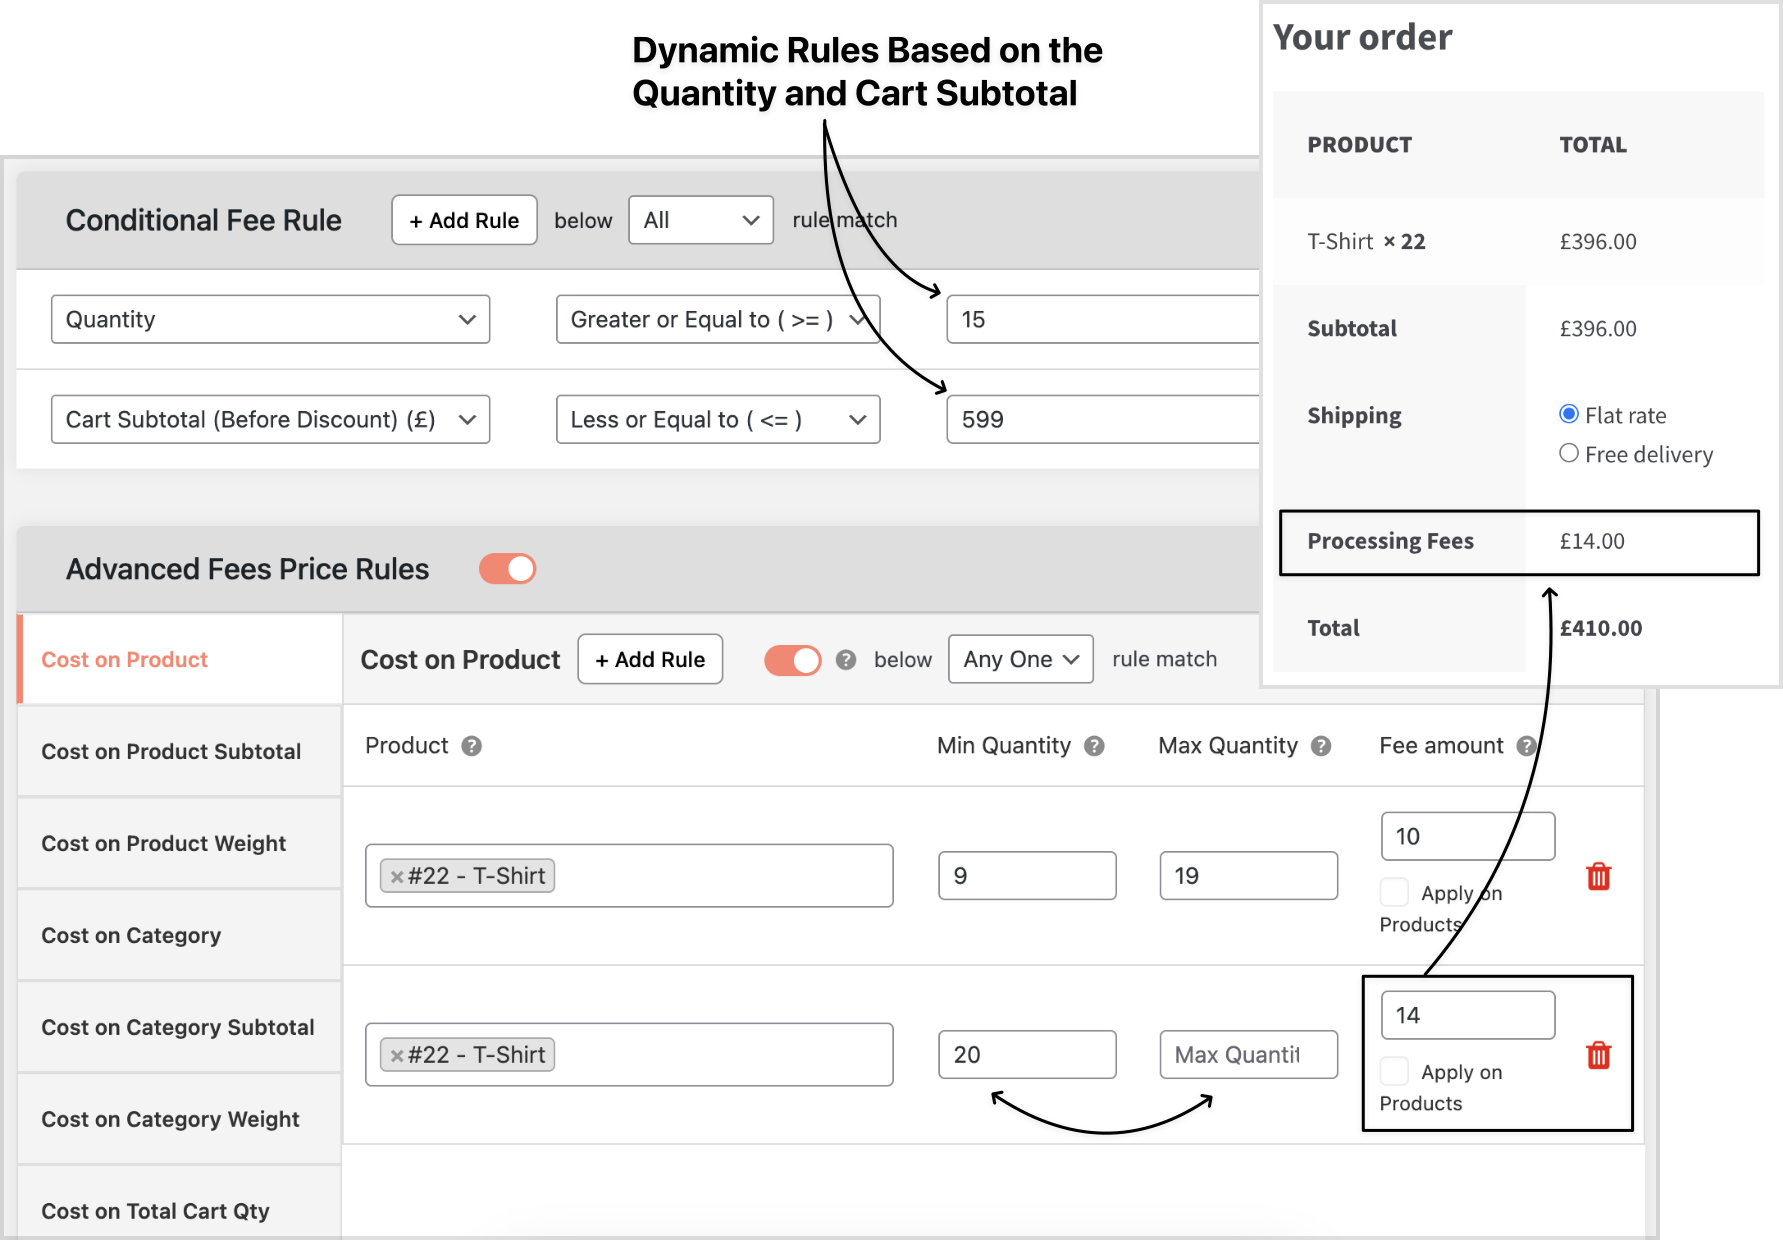 Dynamic Rules Based on the
Quantity and Cart Subtotal
Conditional Fee Rule + Add Rule below All rule match
Quantity Greater or Equal to ( >= ) 15
Cart Subtotal (Before Discount) (£) Less or Equal to ( <= ) 599
Your order
PRODUCT TOTAL
T-Shirt × 22 £396.00
Subtotal £396.00
Shipping Flat rate
Free delivery
Processing Fees £14.00
Total £410.00
Advanced Fees Price Rules
Cost on Product
Cost on Product Subtotal
Cost on Product Weight
Cost on Category
Cost on Category Subtotal
Cost on Category Weight
Cost on Total Cart Qty
Cost on Product + Add Rule ? below Any One rule match
Product ? Min Quantity ? Max Quantity ? Fee amount ?
×#22 - T-Shirt 9 19 10
Apply on
Products
×#22 - T-Shirt 20 Max Quantit 14
Apply on
Products